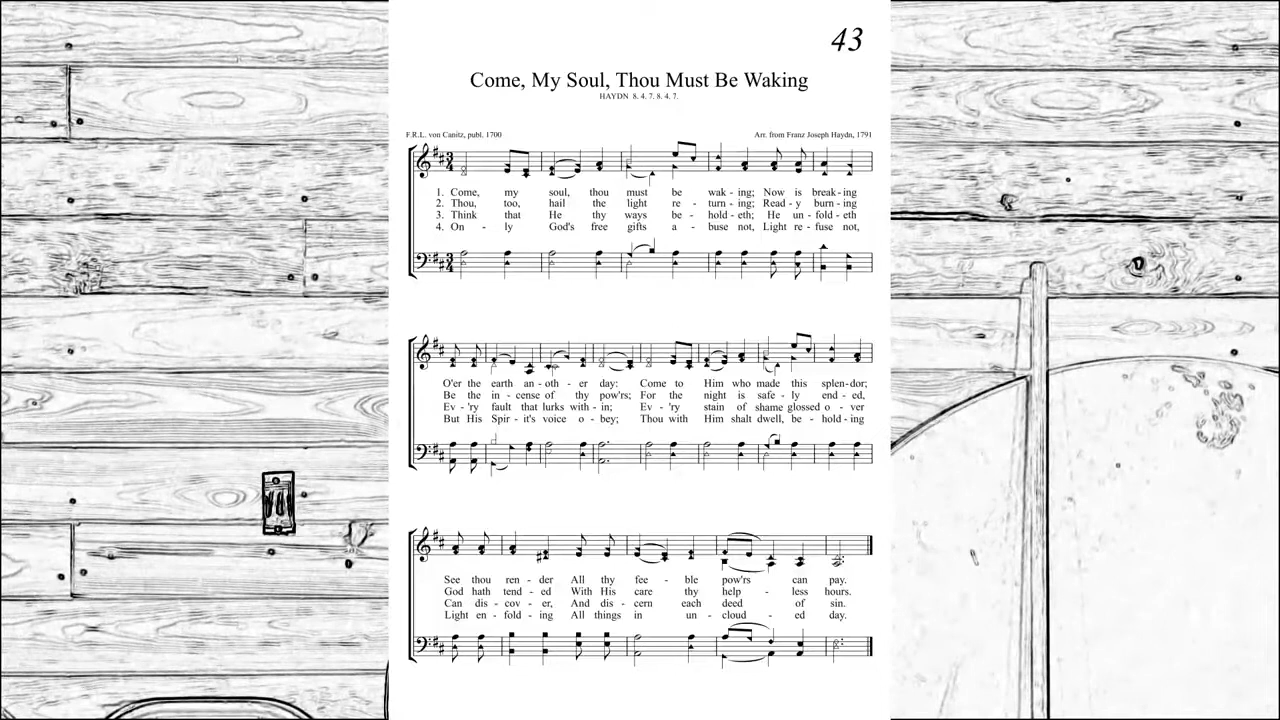 43
Come, My Soul, Thou Must Be Waking
HAYDN 8. 4. 7. 8. 4. 7.
F.R.L. von Canitz, publ. 1700
Arr. from Franz Joseph Haydn, 1791
1. Come, my soul, thou must be wak - ing; Now is break - ing
2. Thou, too, hail the light re - turn - ing; Read - y burn - ing
3. Think that He thy ways be - hold - eth; He un - fold - eth
On - ly God's free gifts a - buse not, Light re - fuse not,
O'er the earth an - oth - er day: Come to Him who made this splen - dor;
Be the in - cense of thy pow'rs; For the night is safe - ly end - ed,
Ev - 'ry fault that lurks with - in; Ev - 'ry stain of shame glossed o - ver
But His Spir - it's voice o - bey; Thou with Him shalt dwell, be - hold - ing
See thou ren - der All thy fee - ble pow'rs can pay.
God hath tend - ed With His care thy help - less hours.
Can dis - cov - er, And dis - cern each deed of sin.
Light en - fold - ing All things in un - cloud - ed day.